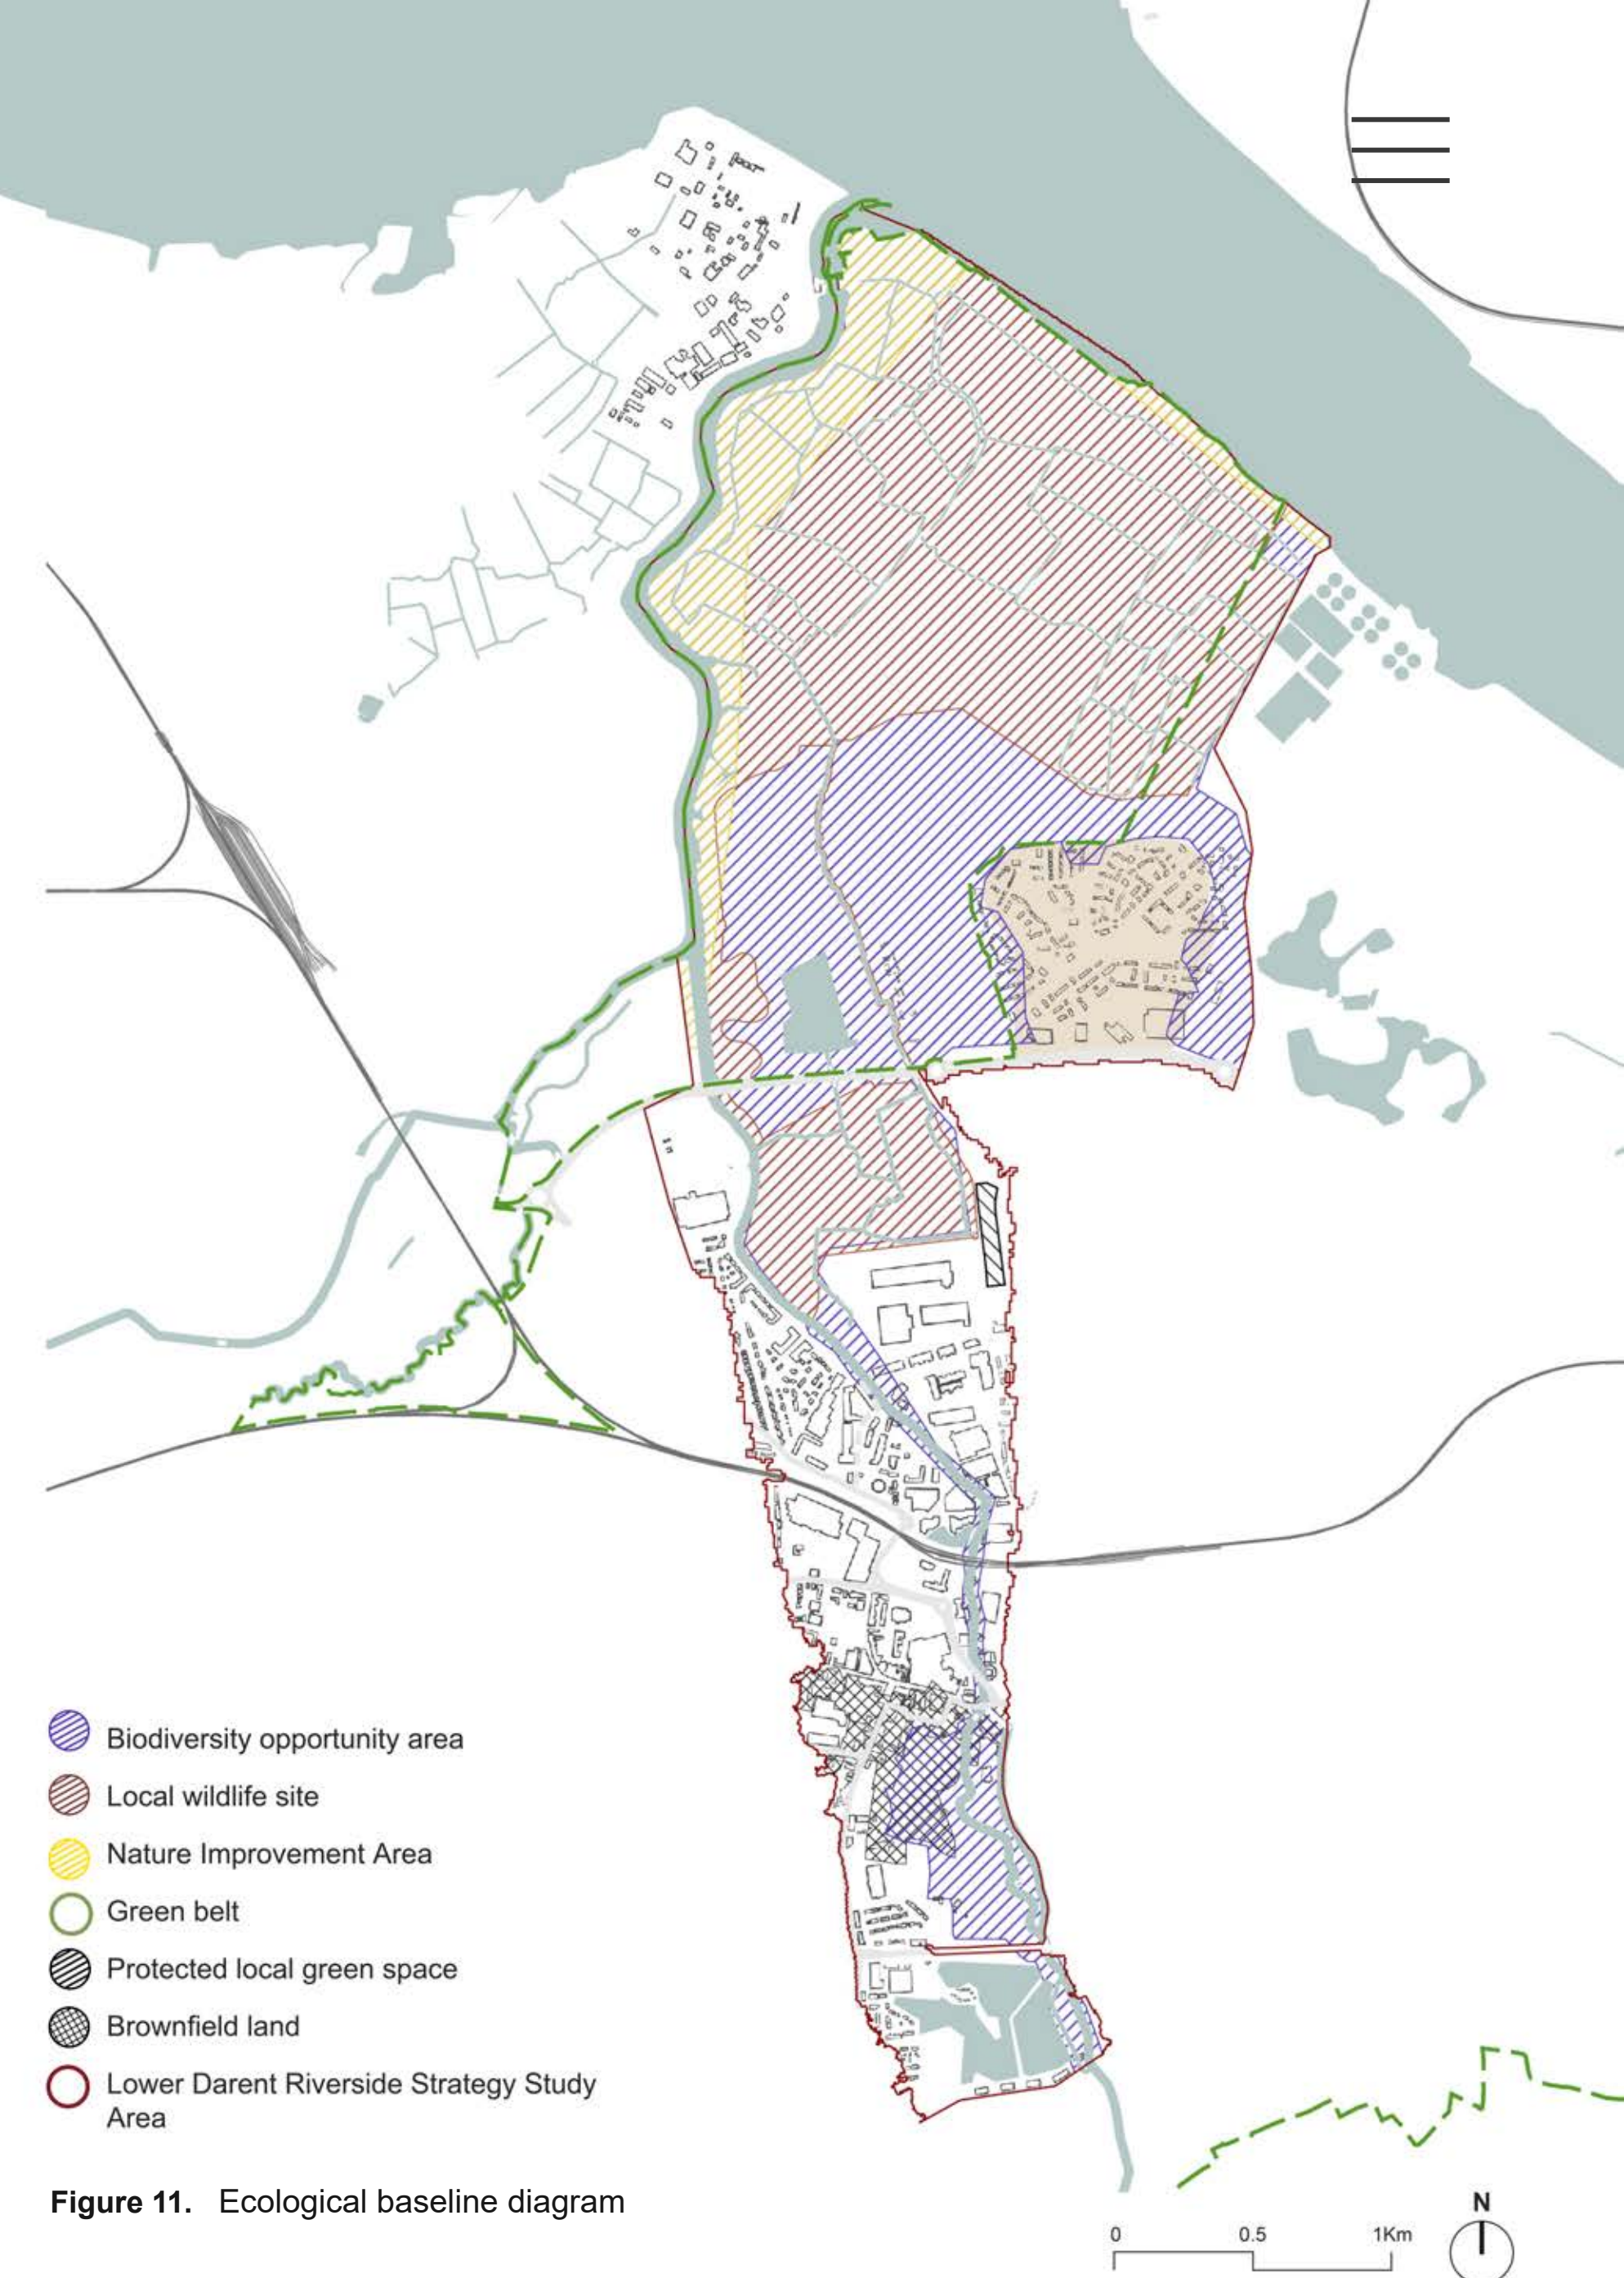 Biodiversity opportunity area
Local wildlife site
Nature Improvement Area
Green belt
Protected local green space
Brownfield land
Lower Darent Riverside Strategy Study
Area
Figure 11. Ecological baseline diagram
N
0 0.5 1Km